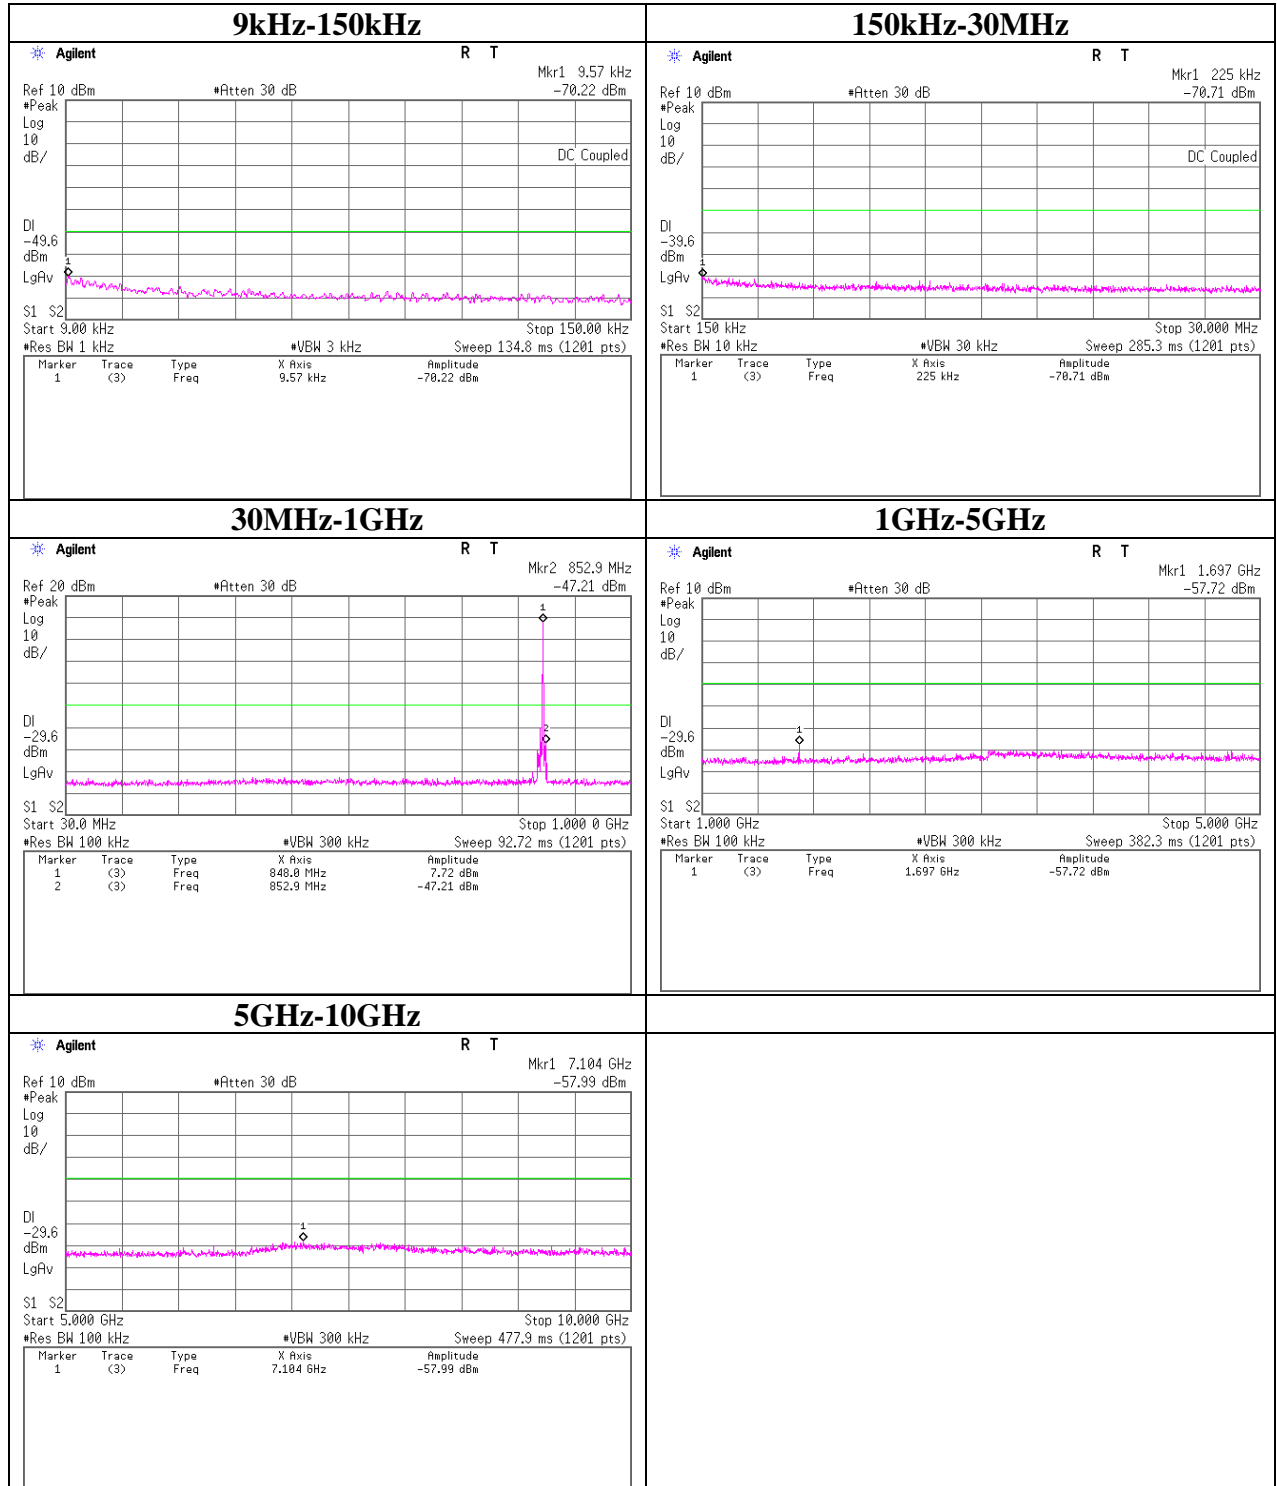 9kHz-150kHz
Agilent R T
Mkr1 9.57 kHz
Ref 10 dBm #Atten 30 dB -70.22 dBm
#Peak
Log
10
dB/
DC Coupled
DI
-49.6
dBm
LgAv
1
S1 S2
Start 9.00 kHz Stop 150.00 kHz
#Res BW 1 kHz #VBW 3 kHz Sweep 134.8 ms (1201 pts)
Marker Trace Type X Axis Amplitude
1 (3) Freq 9.57 kHz -70.22 dBm
150kHz-30MHz
Agilent R T
Mkr1 225 kHz
Ref 10 dBm #Atten 30 dB -70.71 dBm
#Peak
Log
10
dB/
DC Coupled
DI
-39.6
dBm
LgAv
1
S1 S2
Start 150 kHz Stop 30.000 MHz
#Res BW 10 kHz #VBW 30 kHz Sweep 285.3 ms (1201 pts)
Marker Trace Type X Axis Amplitude
1 (3) Freq 225 kHz -70.71 dBm
30MHz-1GHz
Agilent R T
Mkr2 852.9 MHz
Ref 20 dBm #Atten 30 dB -47.21 dBm
#Peak
Log
10
dB/
1
DI
-29.6
dBm
LgAv
2
S1 S2
Start 30.0 MHz Stop 1.000 0 GHz
#Res BW 100 kHz #VBW 300 kHz Sweep 92.72 ms (1201 pts)
Marker Trace Type X Axis Amplitude
1 (3) Freq 848.0 MHz 7.72 dBm
2 (3) Freq 852.9 MHz -47.21 dBm
1GHz-5GHz
Agilent R T
Mkr1 1.697 GHz
Ref 10 dBm #Atten 30 dB -57.72 dBm
#Peak
Log
10
dB/
DI
-29.6
dBm
LgAv
1
S1 S2
Start 1.000 GHz Stop 5.000 GHz
#Res BW 100 kHz #VBW 300 kHz Sweep 382.3 ms (1201 pts)
Marker Trace Type X Axis Amplitude
1 (3) Freq 1.697 GHz -57.72 dBm
5GHz-10GHz
Agilent R T
Mkr1 7.104 GHz
Ref 10 dBm #Atten 30 dB -57.99 dBm
#Peak
Log
10
dB/
DI
-29.6
dBm
LgAv
1
S1 S2
Start 5.000 GHz Stop 10.000 GHz
#Res BW 100 kHz #VBW 300 kHz Sweep 477.9 ms (1201 pts)
Marker Trace Type X Axis Amplitude
1 (3) Freq 7.104 GHz -57.99 dBm